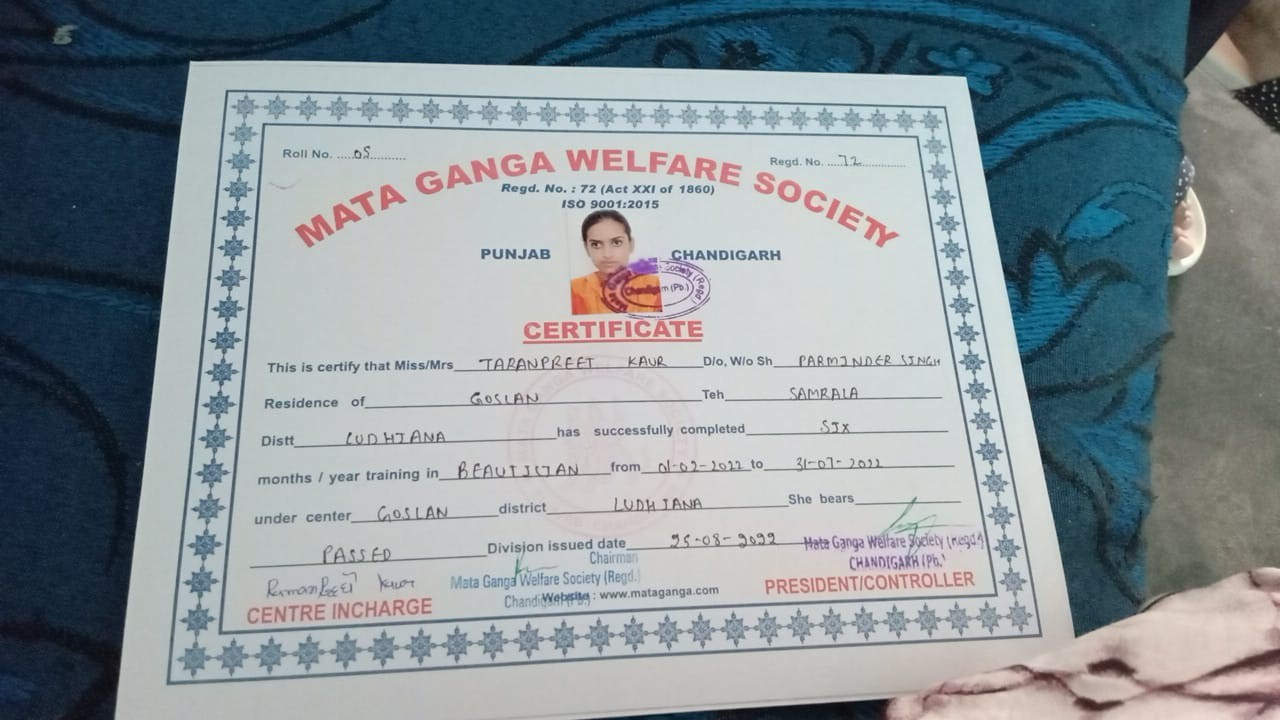 Roll No. ....05..........
Regd. No. ...72.............
MATA GANGA WELFARE SOCIETY
Regd. No. : 72 (Act XXI of 1860)
ISO 9001:2015
PUNJAB CHANDIGARH
Society (Regd.)
Chandigarh (Pb.)
CERTIFICATE
This is certify that Miss/Mrs TARANPREET KAUR D/o, W/o Sh PARMINDER SINGH
Residence of GOSLAN Teh SAMRALA
Distt LUDHIANA has successfully completed SIX
months / year training in BEAUTICIAN from 01-02-2022 to 31-07-2022
under center GOSLAN district LUDHIANA She bears
PASSED Division issued date 25-08-2022
Chairman
Mata Ganga Welfare Society (Regd.)
Chandigarh (Pb.)
Mata Ganga Welfare Society (Regd.)
CHANDIGARH (Pb.)
Kaur
CENTRE INCHARGE
Website : www.mataganga.com
PRESIDENT/CONTROLLER